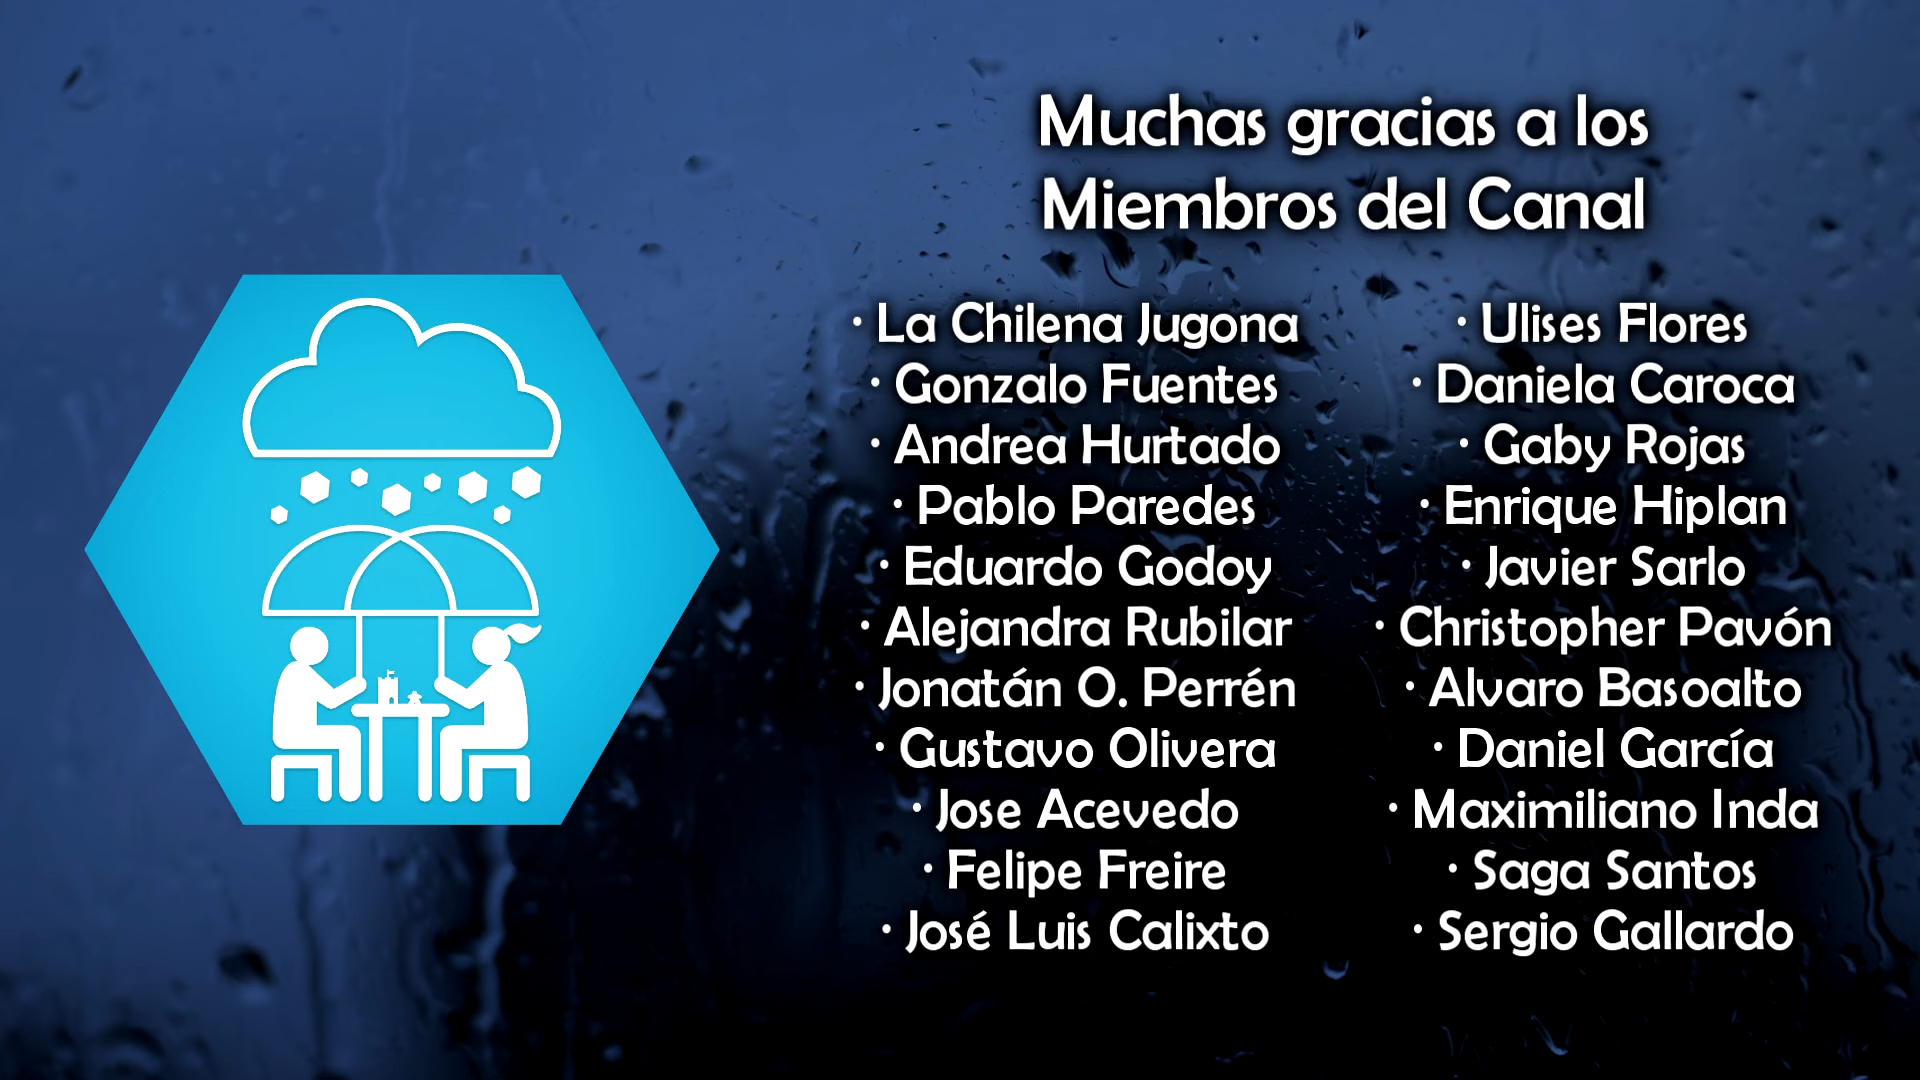 Muchas gracias a los
Miembros del Canal
· La Chilena Jugona
· Gonzalo Fuentes
· Andrea Hurtado
· Pablo Paredes
· Eduardo Godoy
· Alejandra Rubilar
· Jonatán O. Perrén
· Gustavo Olivera
· Jose Acevedo
· Felipe Freire
· José Luis Calixto
· Ulises Flores
· Daniela Caroca
· Gaby Rojas
· Enrique Hiplan
· Javier Sarlo
· Christopher Pavón
· Alvaro Basoalto
· Daniel García
· Maximiliano Inda
· Saga Santos
· Sergio Gallardo